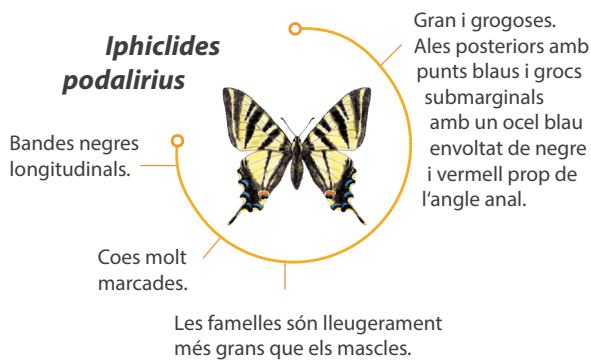 Iphiclides
podalirius
Gran i grogoses.
Ales posteriors amb
punts blaus i grocs
submarginals
amb un ocel blau
envoltat de negre
i vermell prop de
l'angle anal.
Bandes negres
longitudinals.
Coes molt
marcades.
Les famelles són lleugerament
més grans que els mascles.